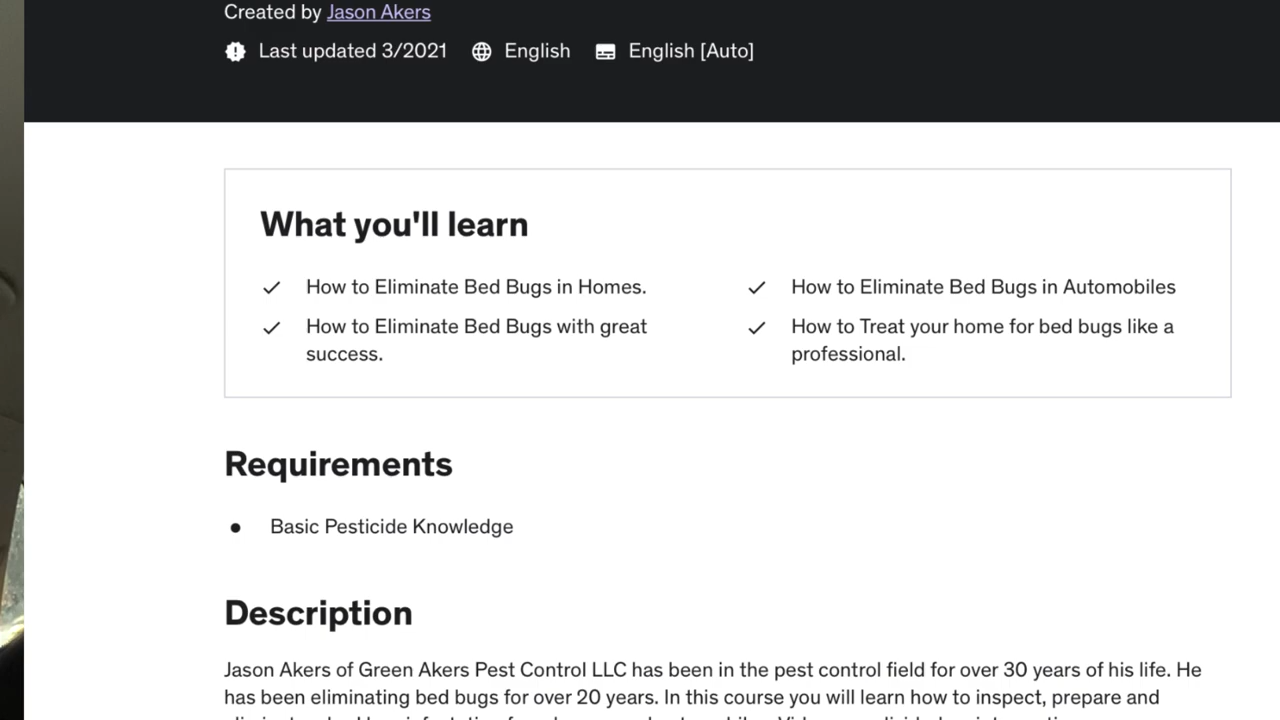 Created by Jason Akers
Last updated 3/2021 English English [Auto]
What you'll learn
How to Eliminate Bed Bugs in Homes.
How to Eliminate Bed Bugs with great
success.
How to Eliminate Bed Bugs in Automobiles
How to Treat your home for bed bugs like a
professional.
Requirements
Basic Pesticide Knowledge
Description
Jason Akers of Green Akers Pest Control LLC has been in the pest control field for over 30 years of his life. He
has been eliminating bed bugs for over 20 years. In this course you will learn how to inspect, prepare and